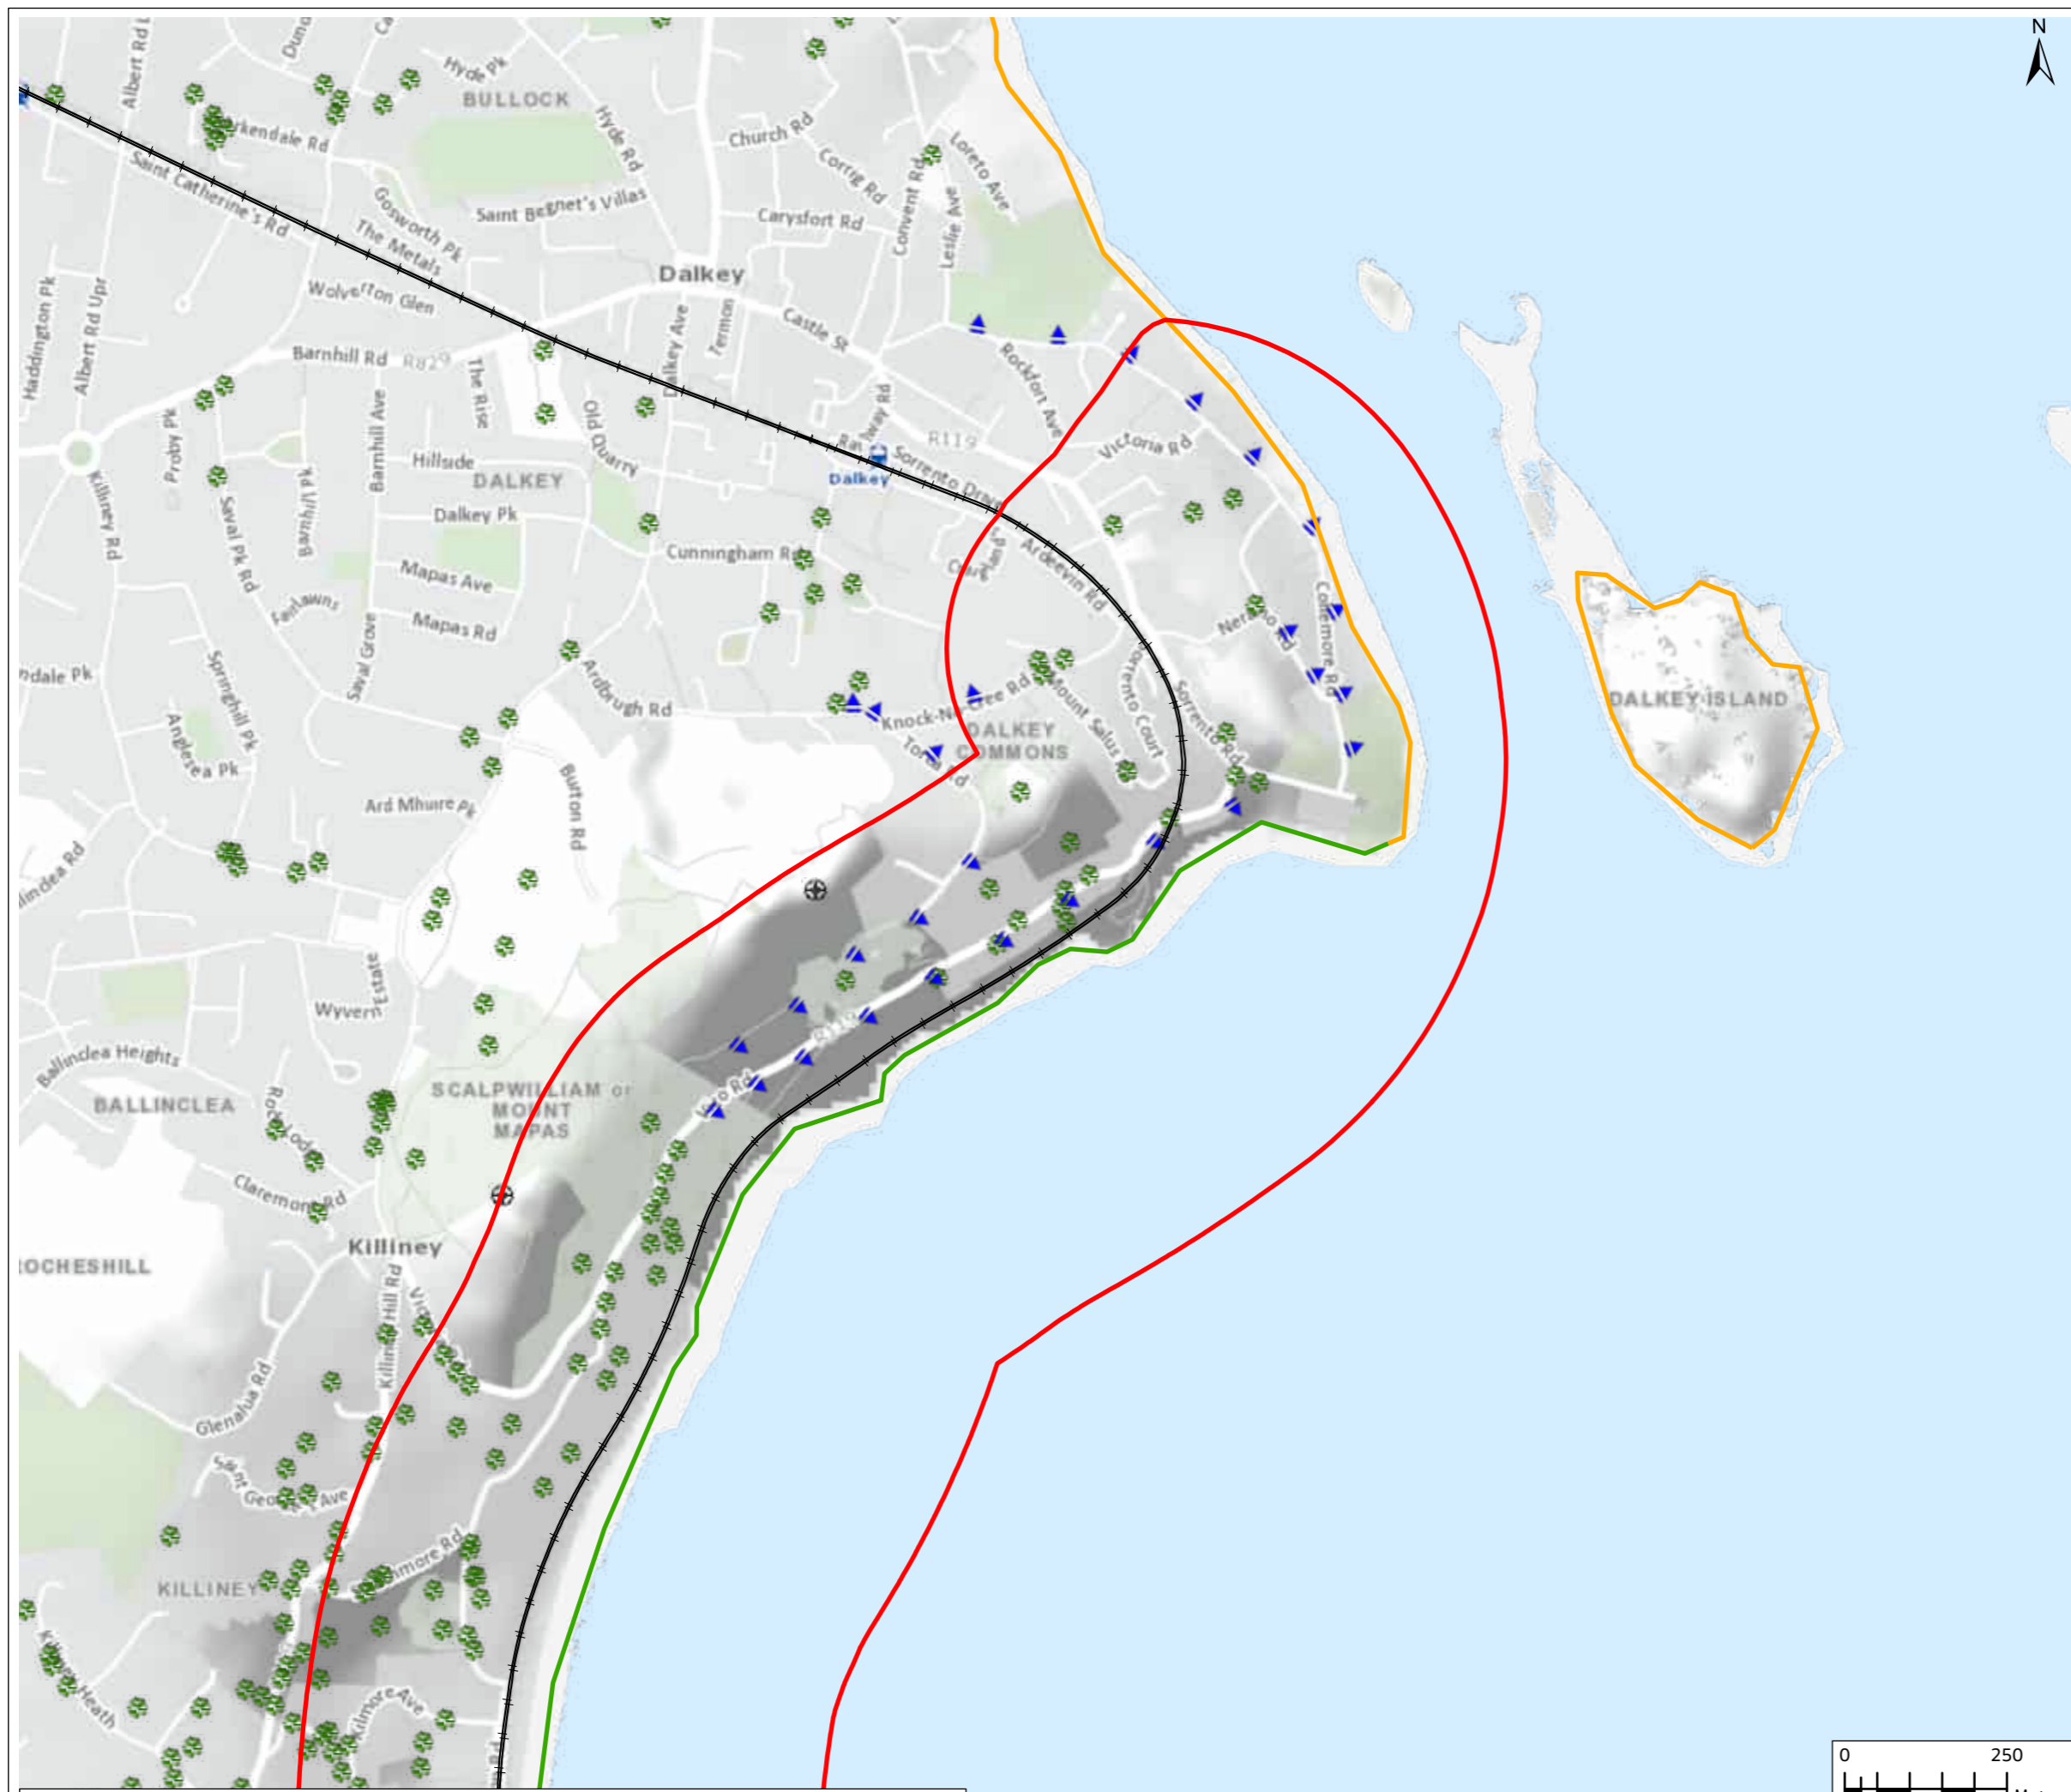 N
Albert Rd
Hyde Pk
BULLOCK
Hyde Rd
Church Rd
Loreto Ave
Corrig Rd
Convent Rd
Leslie Ave
Saint Catherine's Rd
Gosworth Pk
The Metals
Saint Begnet's Villas
Carysfort Rd
Dalkey
Haddington Pk
Albert Rd Upr
Wolverton Glen
Castle St
Termon
Dalkey Ave
Barnhill Rd
R829
The Rise
Rockfort Ave
Railway Rd
R119
Victoria Rd
Proby Pk
Barnhill Ave
Old Quarry
Hillside
DALKEY
Dalkey
Sorrento Drive
Killiney Rd
Saval Pk Rd
Barnhill Pk
Dalkey Pk
Cunningham Rd
Ardeevin Rd
Mapas Ave
Fairlawns
Mapas Rd
Saval Grove
Nerano Rd
Coliemore Rd
Springhill Pk
Ardbrugh Rd
Knock-Na-Cree Rd
Mount Salus R
Sorrento Court
Sorrento Rd
DALKEY ISLAND
DALKEY
COMMONS
Torca Rd
Anglesea Pk
Burton Rd
Ard Mhuire Pk
Wyvern
Estate
R119
Ballinclea Heights
BALLINCLEA
SCALPWILLIAM or
MOUNT
MAPAS
Vico Rd
Claremont Rd
Killiney
Killiney Hill Rd
Glenalua Rd
Saint
George's Ave
KILLINEY
Killiney Heath
Kilmore Ave
0
250